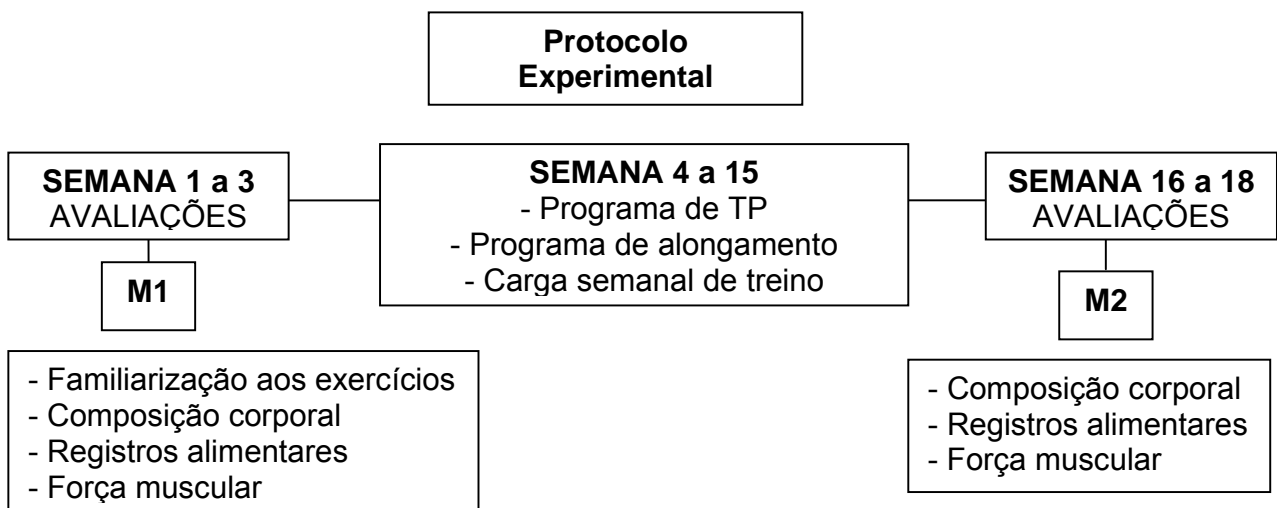 Protocolo
Experimental
SEMANA 1 a 3
AVALIAÇÕES
SEMANA 4 a 15
- Programa de TP
- Programa de alongamento
- Carga semanal de treino
SEMANA 16 a 18
AVALIAÇÕES
M1
M2
- Familiarização aos exercícios
- Composição corporal
- Registros alimentares
- Força muscular
- Composição corporal
- Registros alimentares
- Força muscular